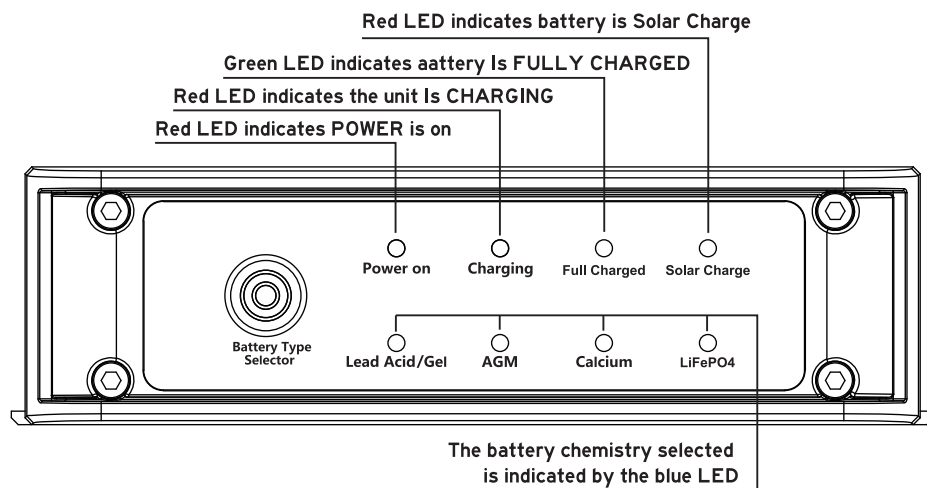 Red LED indicates battery is Solar Charge
Green LED indicates aattery Is FULLY CHARGED
Red LED indicates the unit Is CHARGING
Red LED indicates POWER is on
Power on
Charging
Full Charged
Solar Charge
Battery Type
Selector
Lead Acid/Gel
AGM
Calcium
LiFePO4
The battery chemistry selected
is indicated by the blue LED